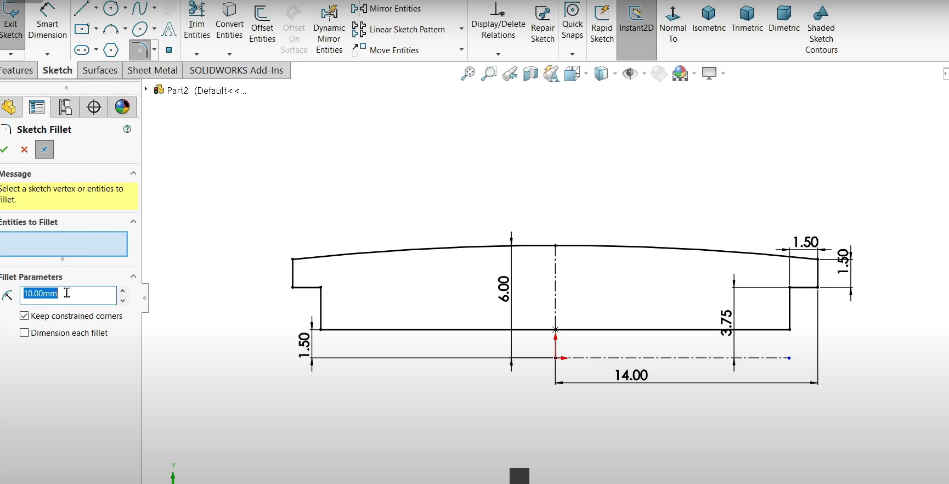 Exit
Sketch
Smart
Dimension
Trim
Entities
Convert
Entities
Offset
Entities
Offset
On
Surface
Dynamic
Mirror
Entities
Mirror Entities
Linear Sketch Pattern
Move Entities
Display/Delete
Relations
Repair
Sketch
Quick
Snaps
Rapid
Sketch
Instant2D
Normal
To
Isometric
Trimetric
Dimetric
Shaded
Sketch
Contours
Features
Sketch
Surfaces
Sheet Metal
SOLIDWORKS Add-Ins
Part2 (Default<<...
Sketch Fillet
Message
Select a sketch vertex or entities to
fillet.
Entities to Fillet
Fillet Parameters
10.00mm
Keep constrained corners
Dimension each fillet
1.50
1.50
6.00
3.75
1.50
14.00
Y